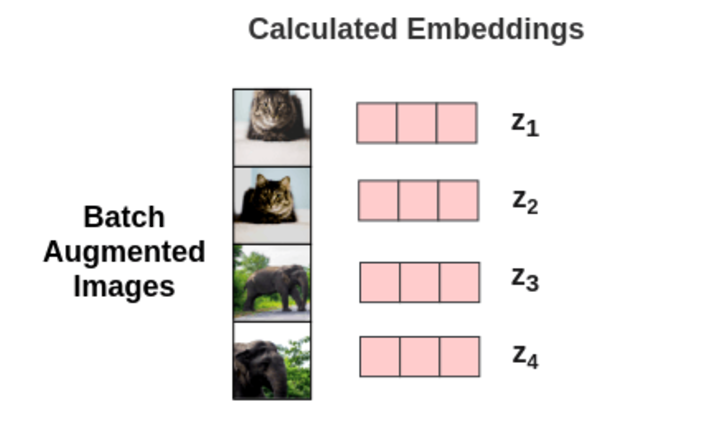 Calculated Embeddings
z1
z2
Batch
Augmented
Images
z3
z4